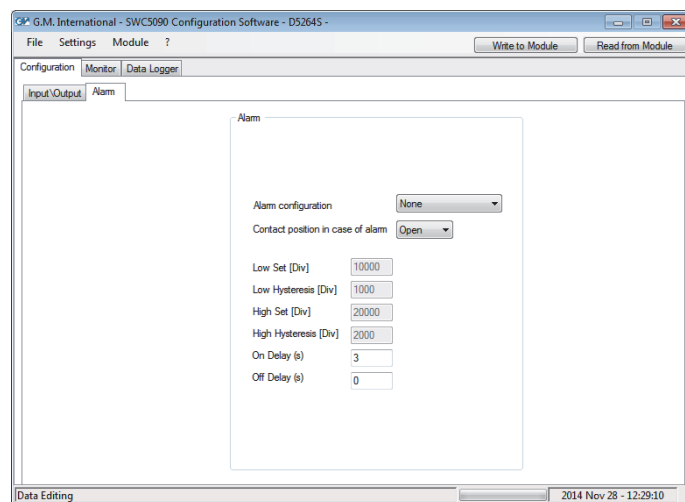 G.M. International - SWC5090 Configuration Software - D5264S -
File Settings Module ? Write to Module Read from Module
Configuration Monitor Data Logger
Input\Output Alarm
Alarm
Alarm configuration None
Contact position in case of alarm Open
Low Set [Div] 10000
Low Hysteresis [Div] 1000
High Set [Div] 20000
High Hysteresis [Div] 2000
On Delay (s) 3
Off Delay (s) 0
Data Editing 2014 Nov 28 - 12:29:10